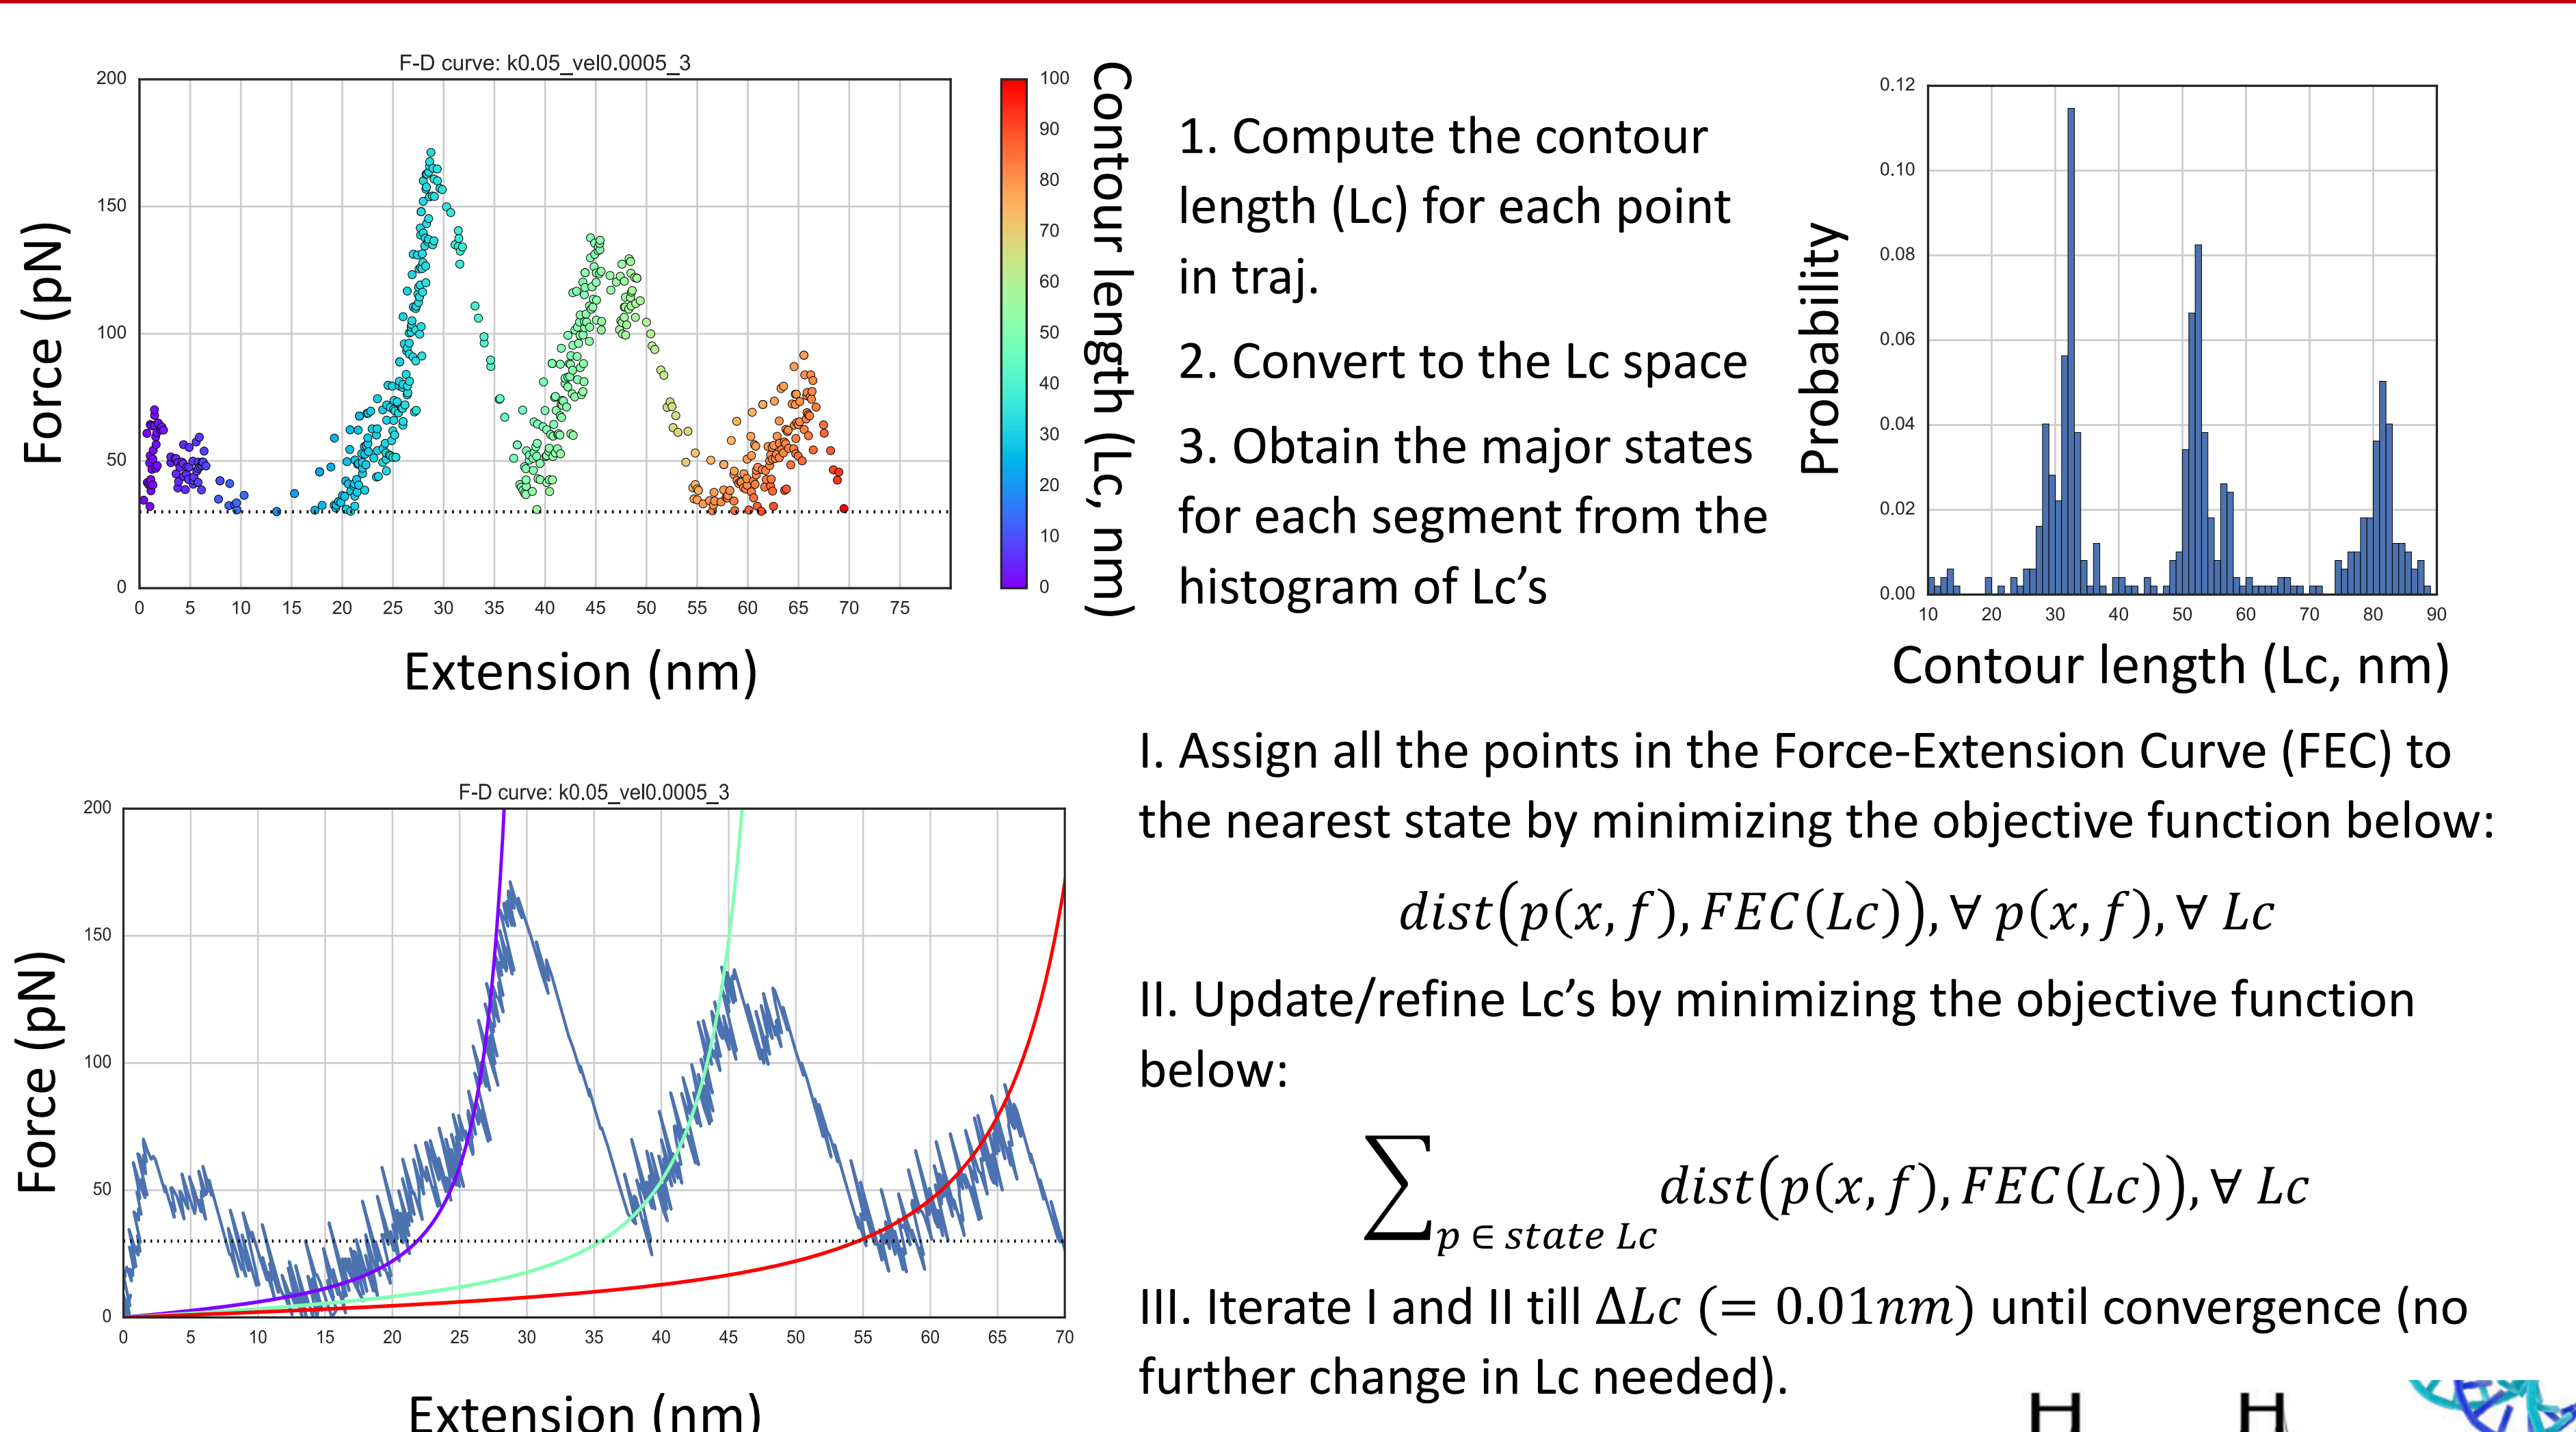 F-D curve: k0.05_vel0.0005_3
200
150
100
50
0
0 5 10 15 20 25 30 35 40 45 50 55 60 65 70 75
Force (pN)
Extension (nm)
100
90
80
70
60
50
40
30
20
10
0
Contour length (Lc, nm)
1. Compute the contour
length (Lc) for each point
in traj.
2. Convert to the Lc space
3. Obtain the major states
for each segment from the
histogram of Lc’s
0.12
0.10
0.08
0.06
0.04
0.02
0.00
10 20 30 40 50 60 70 80 90
Probability
Contour length (Lc, nm)
F-D curve: k0.05_vel0.0005_3
200
150
100
50
0
0 5 10 15 20 25 30 35 40 45 50 55 60 65 70
Force (pN)
Extension (nm)
I. Assign all the points in the Force-Extension Curve (FEC) to
the nearest state by minimizing the objective function below:
dist(p(x, f), FEC(Lc)), ∀ p(x, f), ∀ Lc
II. Update/refine Lc’s by minimizing the objective function
below:
∑p ∈ state Lc dist(p(x, f), FEC(Lc)), ∀ Lc
III. Iterate I and II till ΔLc (= 0.01nm) until convergence (no
further change in Lc needed).
H H